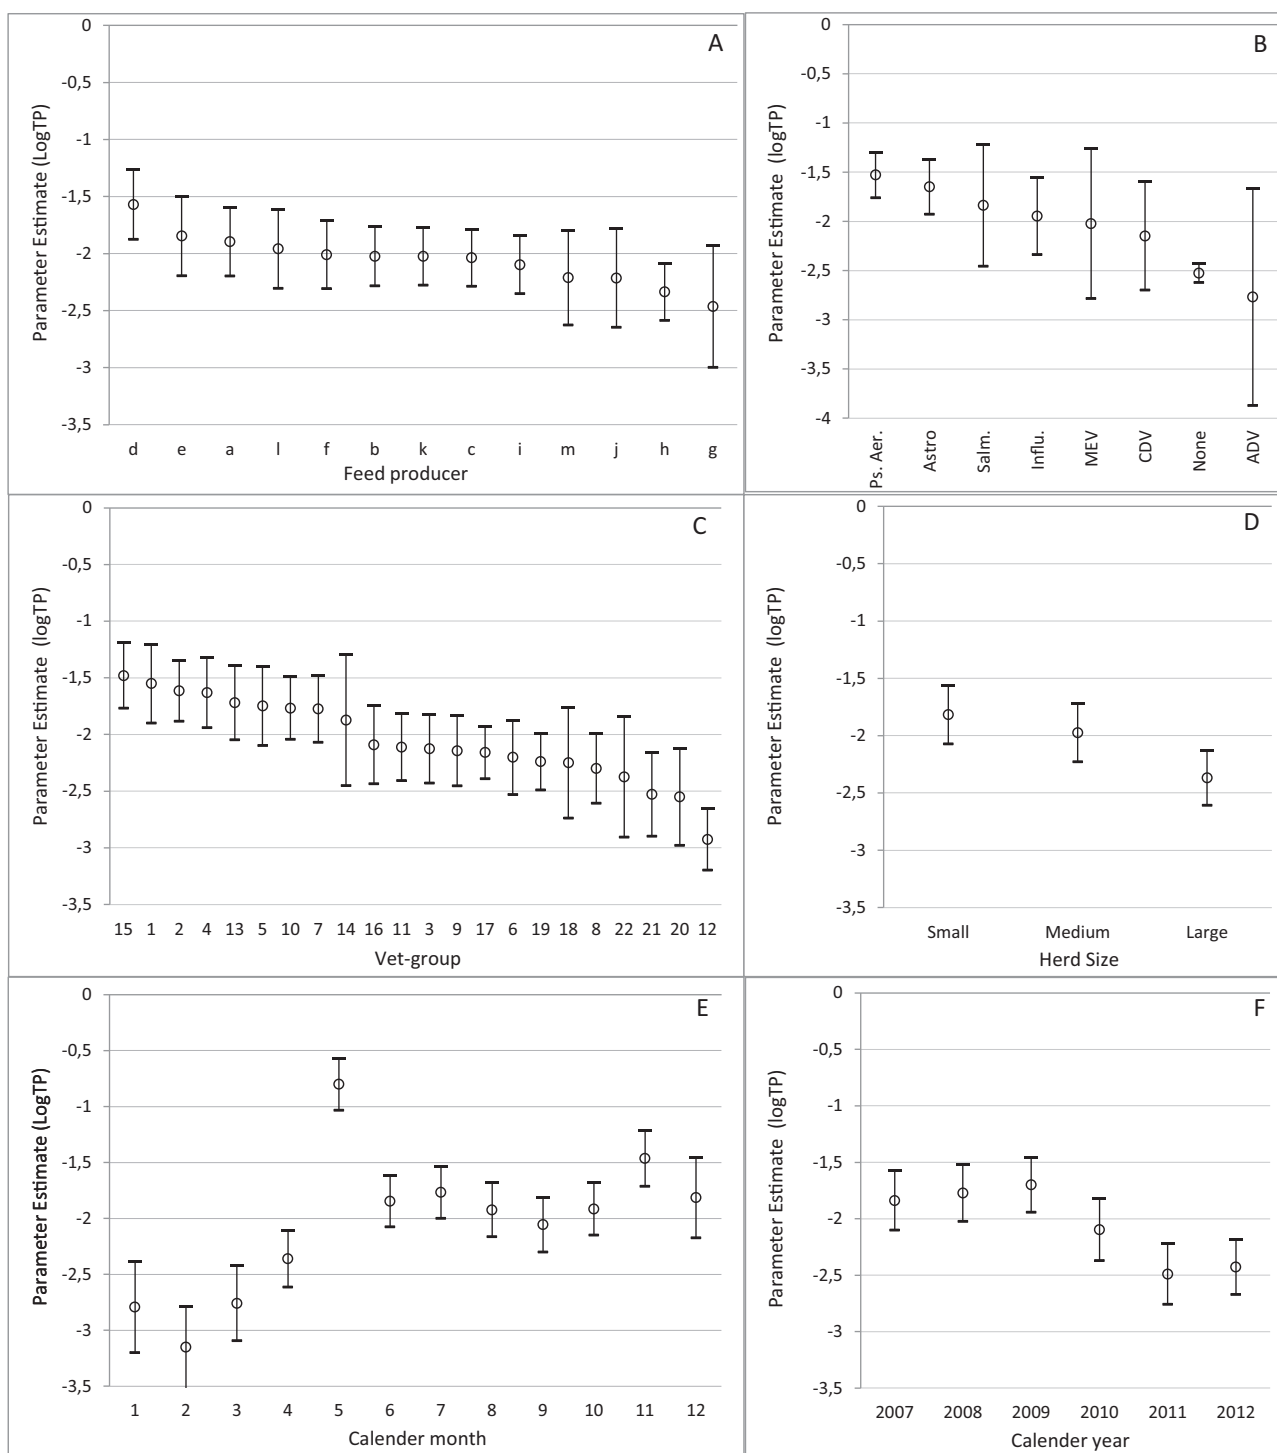 A
Parameter Estimate (LogTP)
0
-0,5
-1
-1,5
-2
-2,5
-3
-3,5
d e a l f b k c i m j h g
Feed producer
B
Parameter Estimate (logTP)
0
-0,5
-1
-1,5
-2
-2,5
-3
-3,5
-4
Ps. Aer.
Astro
Salm.
Influ.
MEV
CDV
None
ADV
C
Parameter Estimate (logTP)
0
-0,5
-1
-1,5
-2
-2,5
-3
-3,5
15 1 2 4 13 5 10 7 14 16 11 3 9 17 6 19 18 8 22 21 20 12
Vet-group
D
Parameter Estimate (logTP)
0
-0,5
-1
-1,5
-2
-2,5
-3
-3,5
Small Medium Large
Herd Size
E
Parameter Estimate (LogTP)
0
-0,5
-1
-1,5
-2
-2,5
-3
-3,5
1 2 3 4 5 6 7 8 9 10 11 12
Calender month
F
Parameter Estimate (logTP)
0
-0,5
-1
-1,5
-2
-2,5
-3
-3,5
2007 2008 2009 2010 2011 2012
Calender year